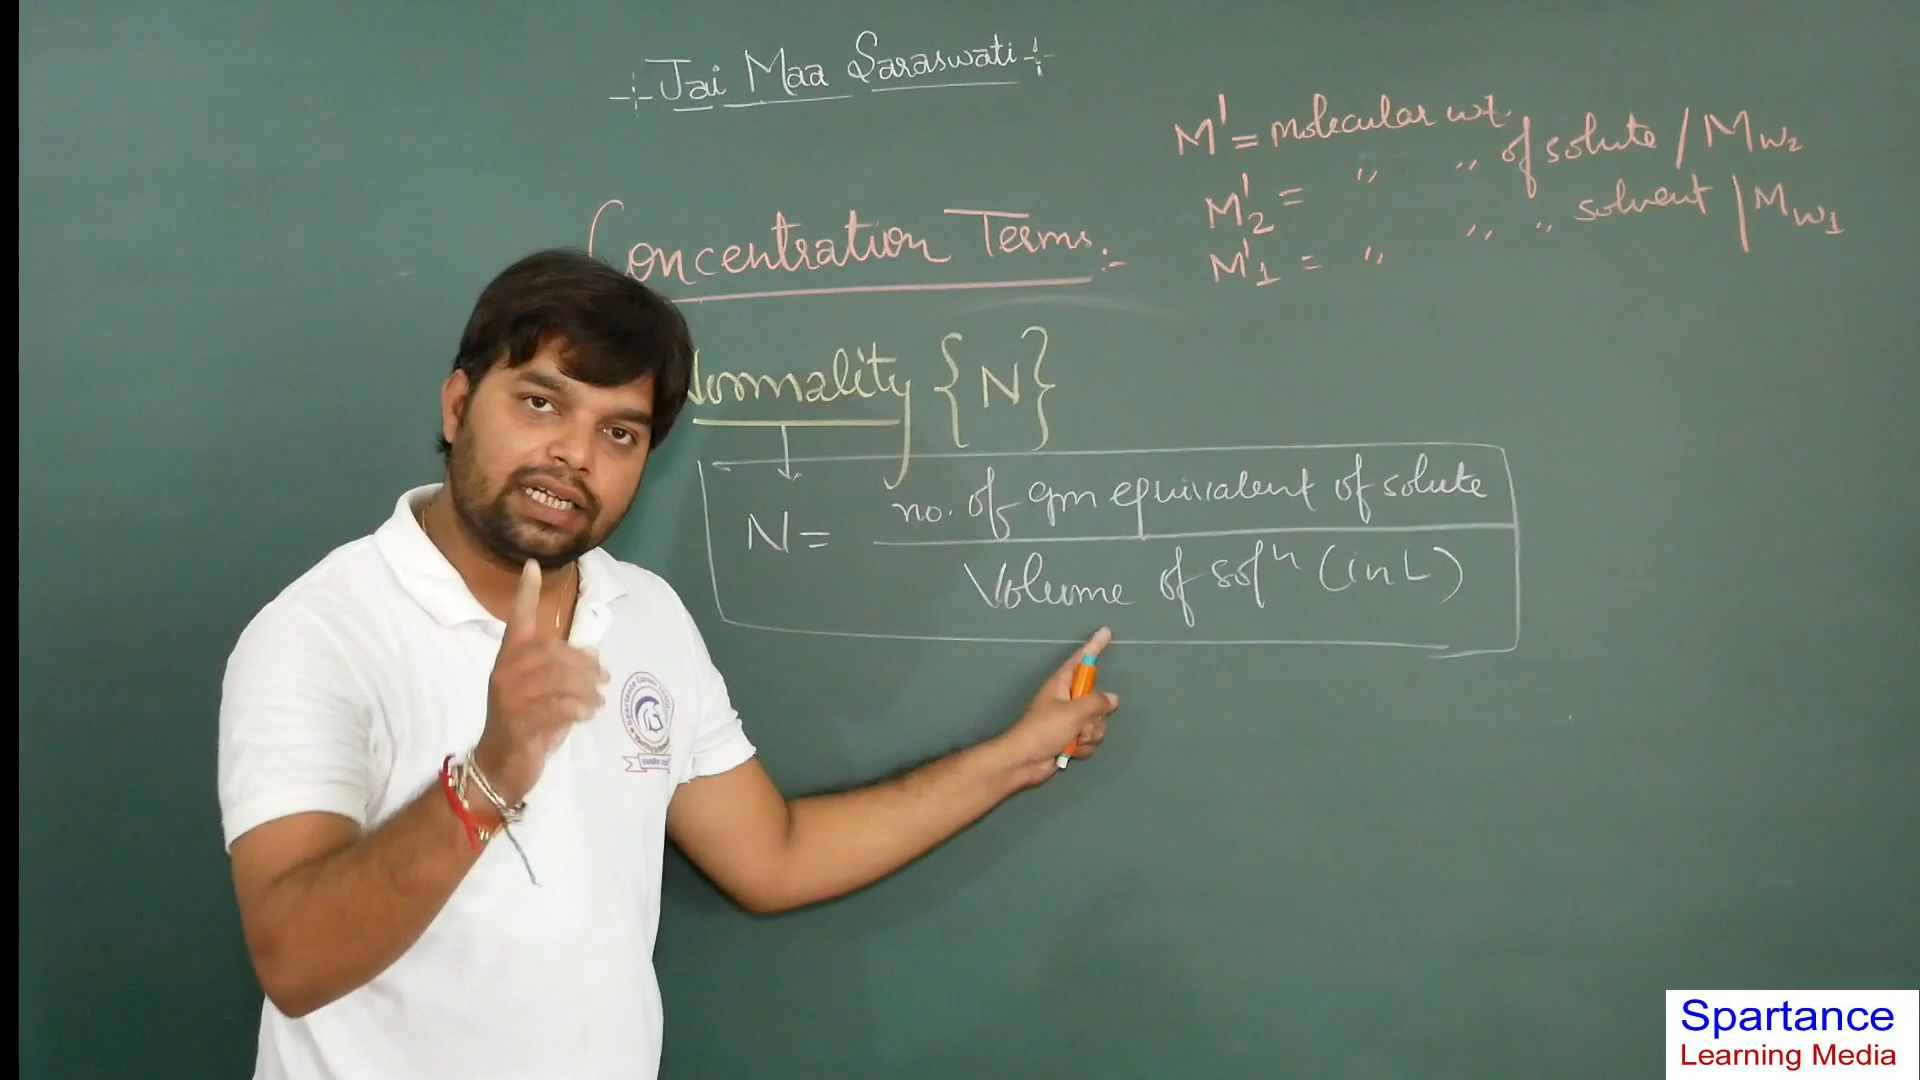 Jai Maa Saraswati
M' = molecular wt.
M'2 = " " of solute / Mw2
M'1 = " " " solvent / Mw1
Concentration Terms:-
Normality {N}
N = no. of gm equivalent of solute
Volume of solⁿ (in L)
Spartance
Learning Media